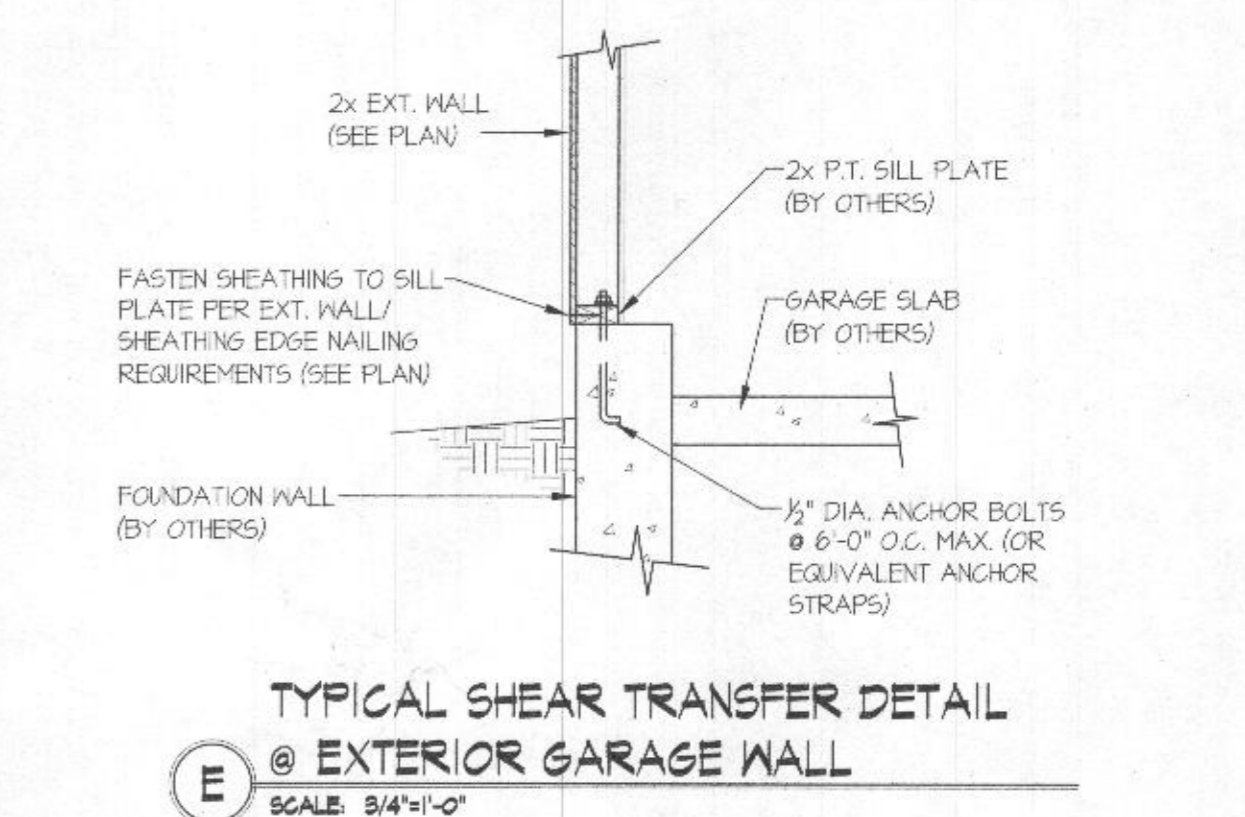 2x EXT. WALL
(SEE PLAN)
2x P.T. SILL PLATE
(BY OTHERS)
FASTEN SHEATHING TO SILL
PLATE PER EXT. WALL/
SHEATHING EDGE NAILING
REQUIREMENTS (SEE PLAN)
GARAGE SLAB
(BY OTHERS)
FOUNDATION WALL
(BY OTHERS)
½" DIA. ANCHOR BOLTS
@ 6'-0" O.C. MAX. (OR
EQUIVALENT ANCHOR
STRAPS)
TYPICAL SHEAR TRANSFER DETAIL
@ EXTERIOR GARAGE WALL
E
SCALE: 3/4"=1'-0"